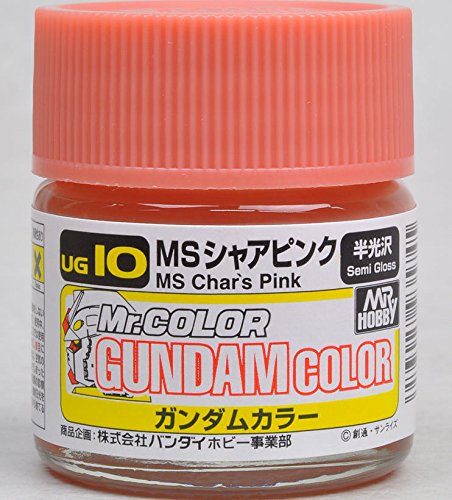 UG10 MSシャアピンク 半光沢
MS Char's Pink Semi Gloss
Mr.COLOR
MR. HOBBY
GUNDAM COLOR
ガンダムカラー
商品企画：株式会社バンダイホビー事業部
©創通・サンライズ